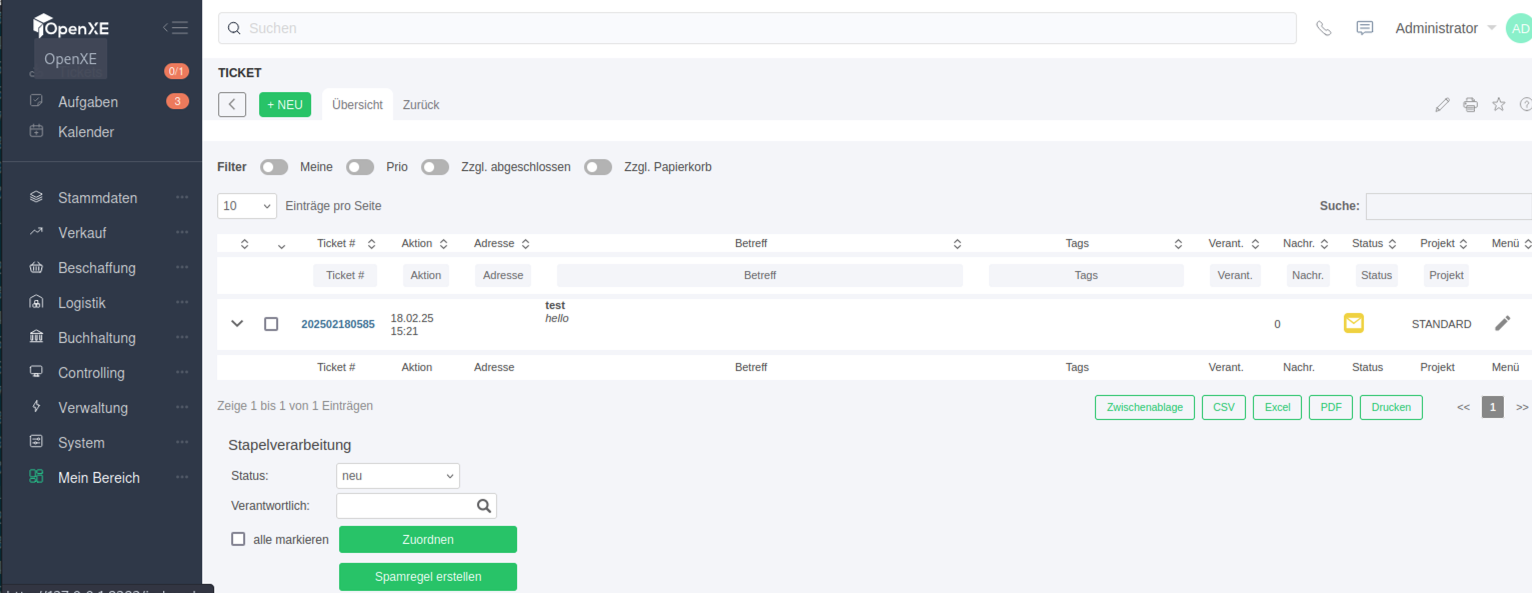 OpenXE
Suchen
Administrator
AD
OpenXE
0/1
Aufgaben
3
Kalender
TICKET
+ NEU
Übersicht
Zurück
Filter
Meine
Prio
Zzgl. abgeschlossen
Zzgl. Papierkorb
Stammdaten
Verkauf
Beschaffung
Logistik
Buchhaltung
Controlling
Verwaltung
System
Mein Bereich
10
Einträge pro Seite
Suche:
Ticket # Aktion Adresse Betreff Tags Verant. Nachr. Status Projekt Menü
Ticket # Aktion Adresse Betreff Tags Verant. Nachr. Status Projekt
202502180585
18.02.25
15:21
test
hello
0
STANDARD
Ticket # Aktion Adresse Betreff Tags Verant. Nachr. Status Projekt Menü
Zeige 1 bis 1 von 1 Einträgen
Zwischenablage
CSV
Excel
PDF
Drucken
<< 1 >>
Stapelverarbeitung
Status:
neu
Verantwortlich:
alle markieren
Zuordnen
Spamregel erstellen